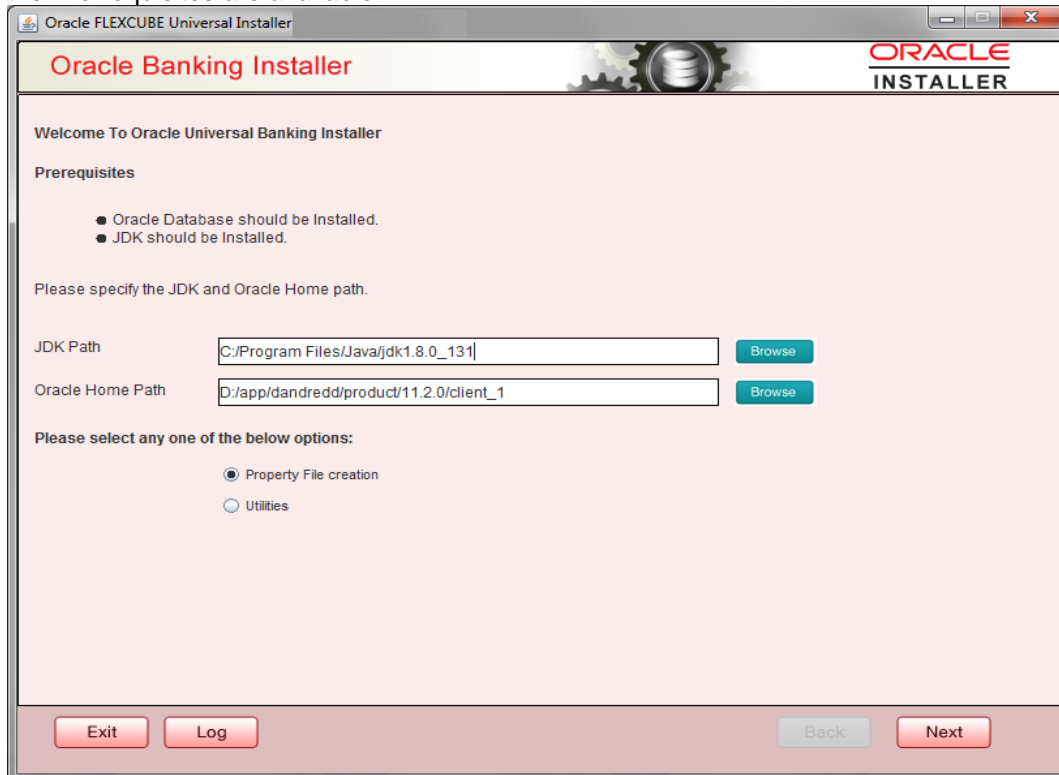 Oracle FLEXCUBE Universal Installer
Oracle Banking Installer
ORACLE
INSTALLER
Welcome To Oracle Universal Banking Installer
Prerequisites
Oracle Database should be Installed.
JDK should be Installed.
Please specify the JDK and Oracle Home path.
JDK Path C:/Program Files/Java/jdk1.8.0_131 Browse
Oracle Home Path D:/app/dandredd/product/11.2.0/client_1 Browse
Please select any one of the below options:
Property File creation
Utilities
Exit Log Back Next